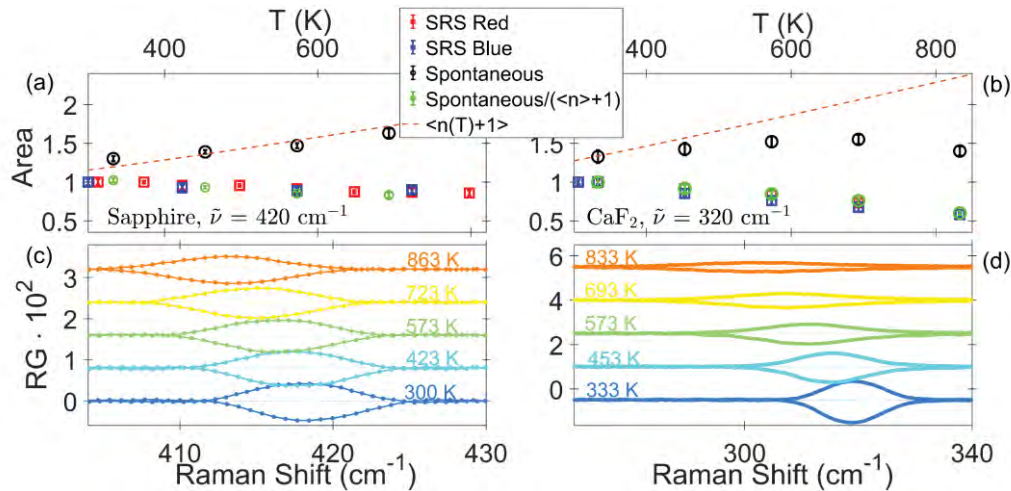 T (K)
T (K)
400
600
400
600
800
SRS Red
SRS Blue
Spontaneous
Spontaneous/(<n>+1)
<n(T)+1>
(a)
(b)
Area
2
1.5
1
0.5
2
1.5
1
0.5
Sapphire, ν̃ = 420 cm⁻¹
CaF₂, ν̃ = 320 cm⁻¹
(c)
(d)
RG · 10²
3
2
1
0
6
4
2
0
863 K
723 K
573 K
423 K
300 K
833 K
693 K
573 K
453 K
333 K
410
420
430
300
340
Raman Shift (cm⁻¹)
Raman Shift (cm⁻¹)